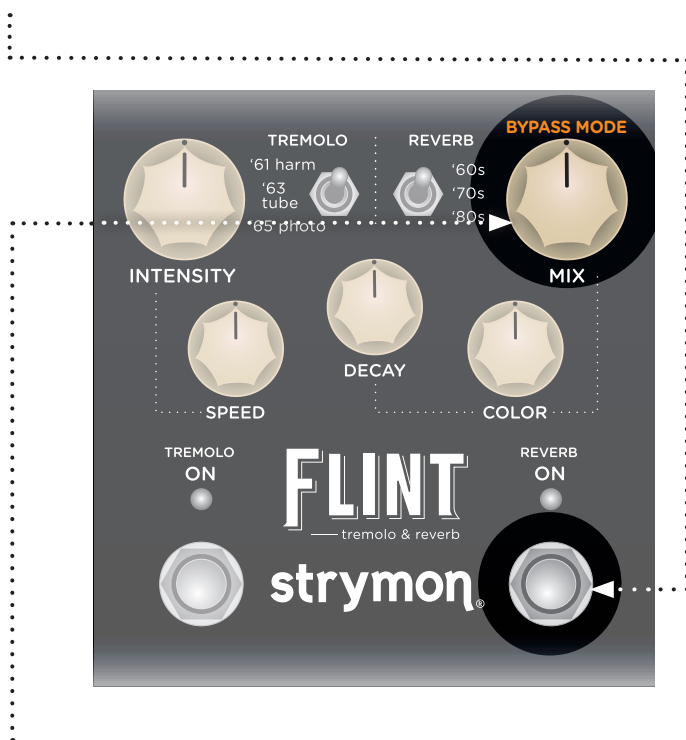 BYPASS MODE
TREMOLO
REVERB
‘61 harm
‘63
tube
‘65 photo
‘60s
‘70s
‘80s
INTENSITY
MIX
DECAY
SPEED
COLOR
TREMOLO
ON
REVERB
ON
FLINT
tremolo & reverb
strymon®